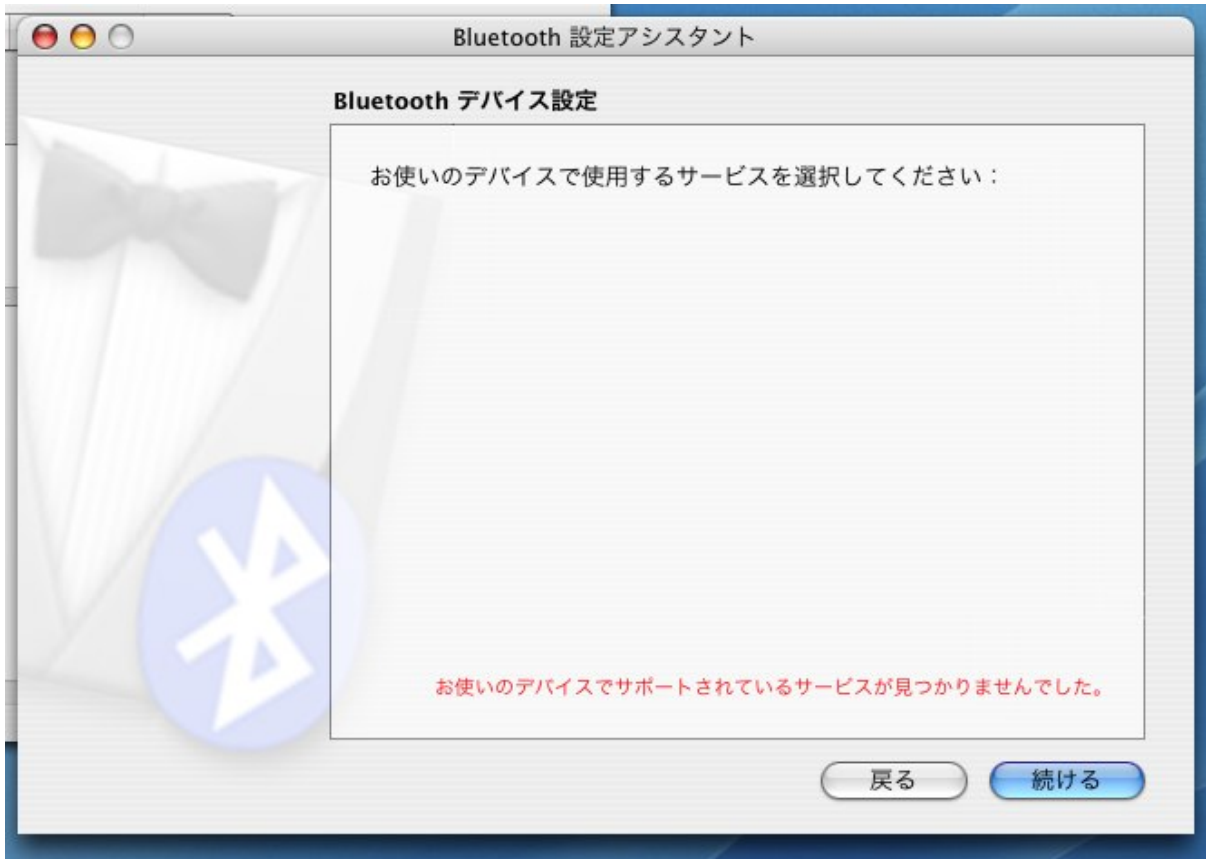 Bluetooth 設定アシスタント
Bluetooth デバイス設定
お使いのデバイスで使用するサービスを選択してください：
お使いのデバイスでサポートされているサービスが見つかりませんでした。
戻る
続ける